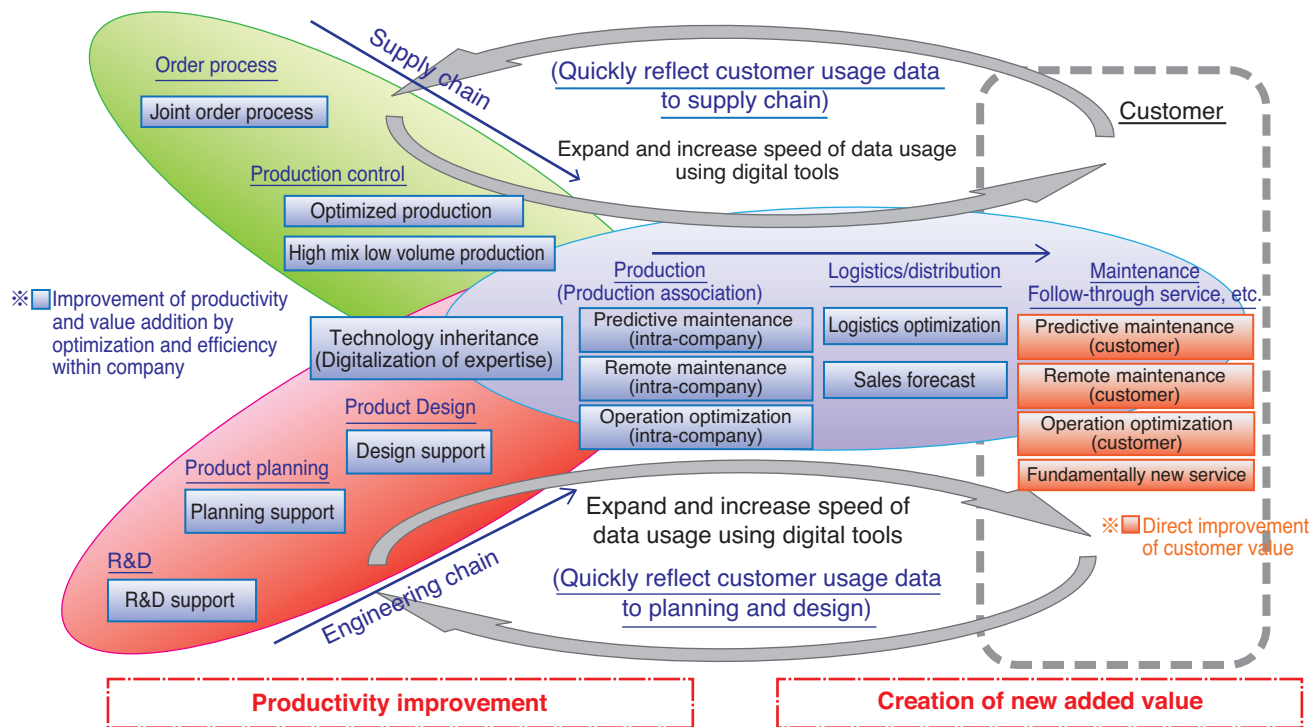 Supply chain
Order process
Joint order process
(Quickly reflect customer usage data
to supply chain)
Customer
Expand and increase speed of data usage
using digital tools
Production control
Optimized production
High mix low volume production
※ Improvement of productivity
and value addition by
optimization and efficiency
within company
Technology inheritance
(Digitalization of expertise)
Production
(Production association)
Predictive maintenance
(intra-company)
Remote maintenance
(intra-company)
Operation optimization
(intra-company)
Logistics/distribution
Logistics optimization
Sales forecast
Maintenance
Follow-through service, etc.
Predictive maintenance
(customer)
Remote maintenance
(customer)
Operation optimization
(customer)
Fundamentally new service
Product Design
Design support
Product planning
Planning support
R&D
R&D support
Engineering chain
Expand and increase speed of
data usage using digital tools
(Quickly reflect customer usage data
to planning and design)
※ Direct improvement
of customer value
Productivity improvement
Creation of new added value